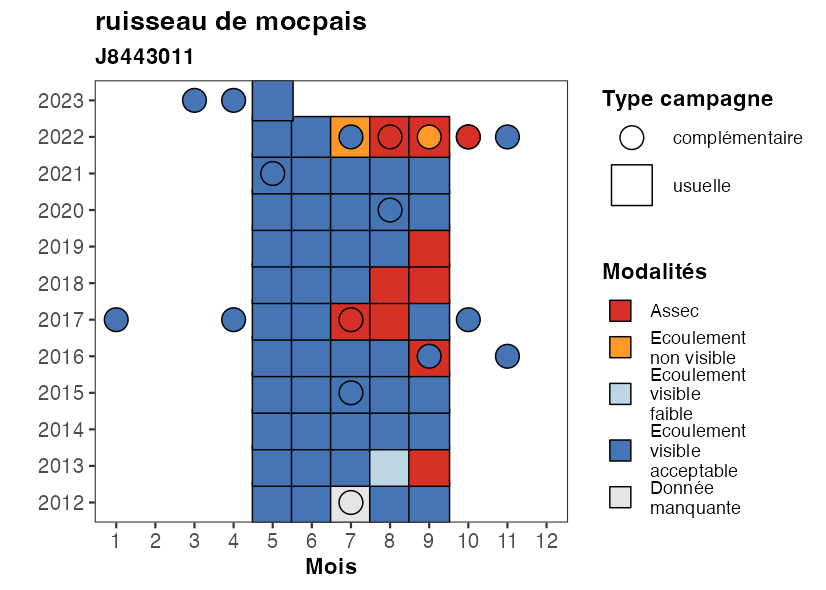 ruisseau de mocpais
J8443011
2023
2022
2021
2020
2019
2018
2017
2016
2015
2014
2013
2012
1 2 3 4 5 6 7 8 9 10 11 12
Mois
Type campagne
complémentaire
usuelle
Modalités
Assec
Ecoulement
non visible
Ecoulement
visible
faible
Ecoulement
visible
acceptable
Donnée
manquante